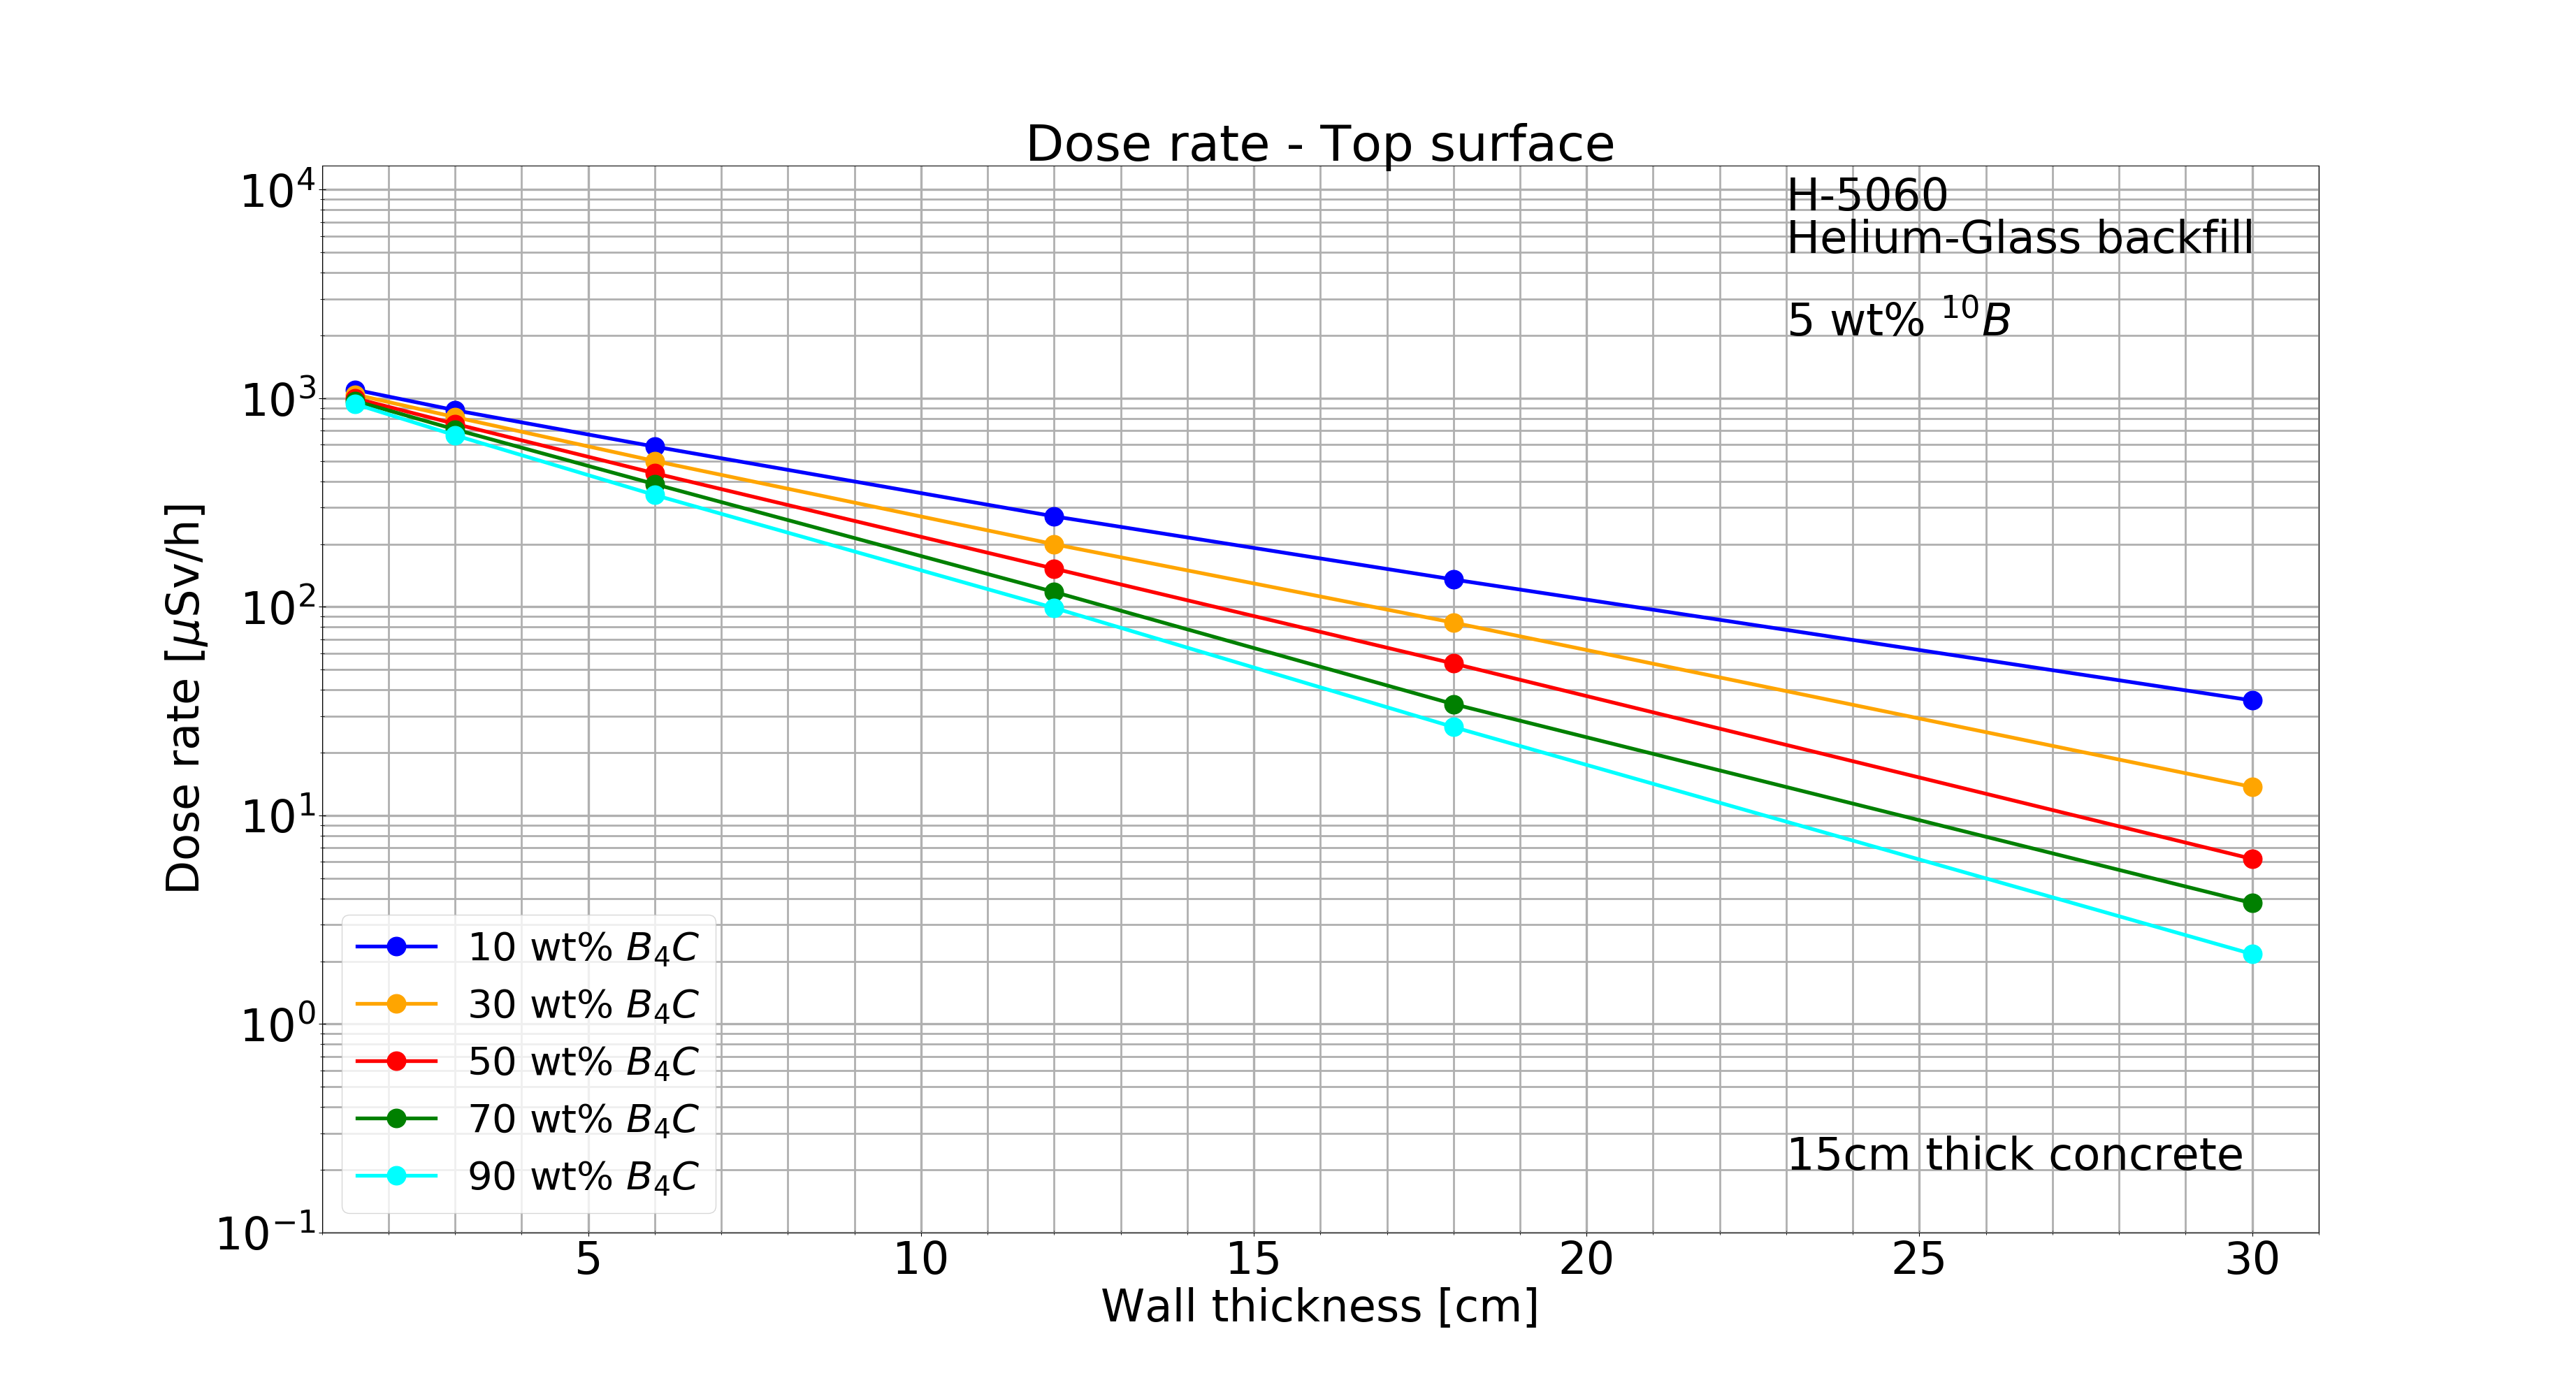 Dose rate - Top surface
H-5060
Helium-Glass backfill
5 wt% ¹⁰B
10⁴
10³
10²
10¹
10⁰
10⁻¹
Dose rate [μSv/h]
10 wt% B₄C
30 wt% B₄C
50 wt% B₄C
70 wt% B₄C
90 wt% B₄C
15cm thick concrete
5 10 15 20 25 30
Wall thickness [cm]